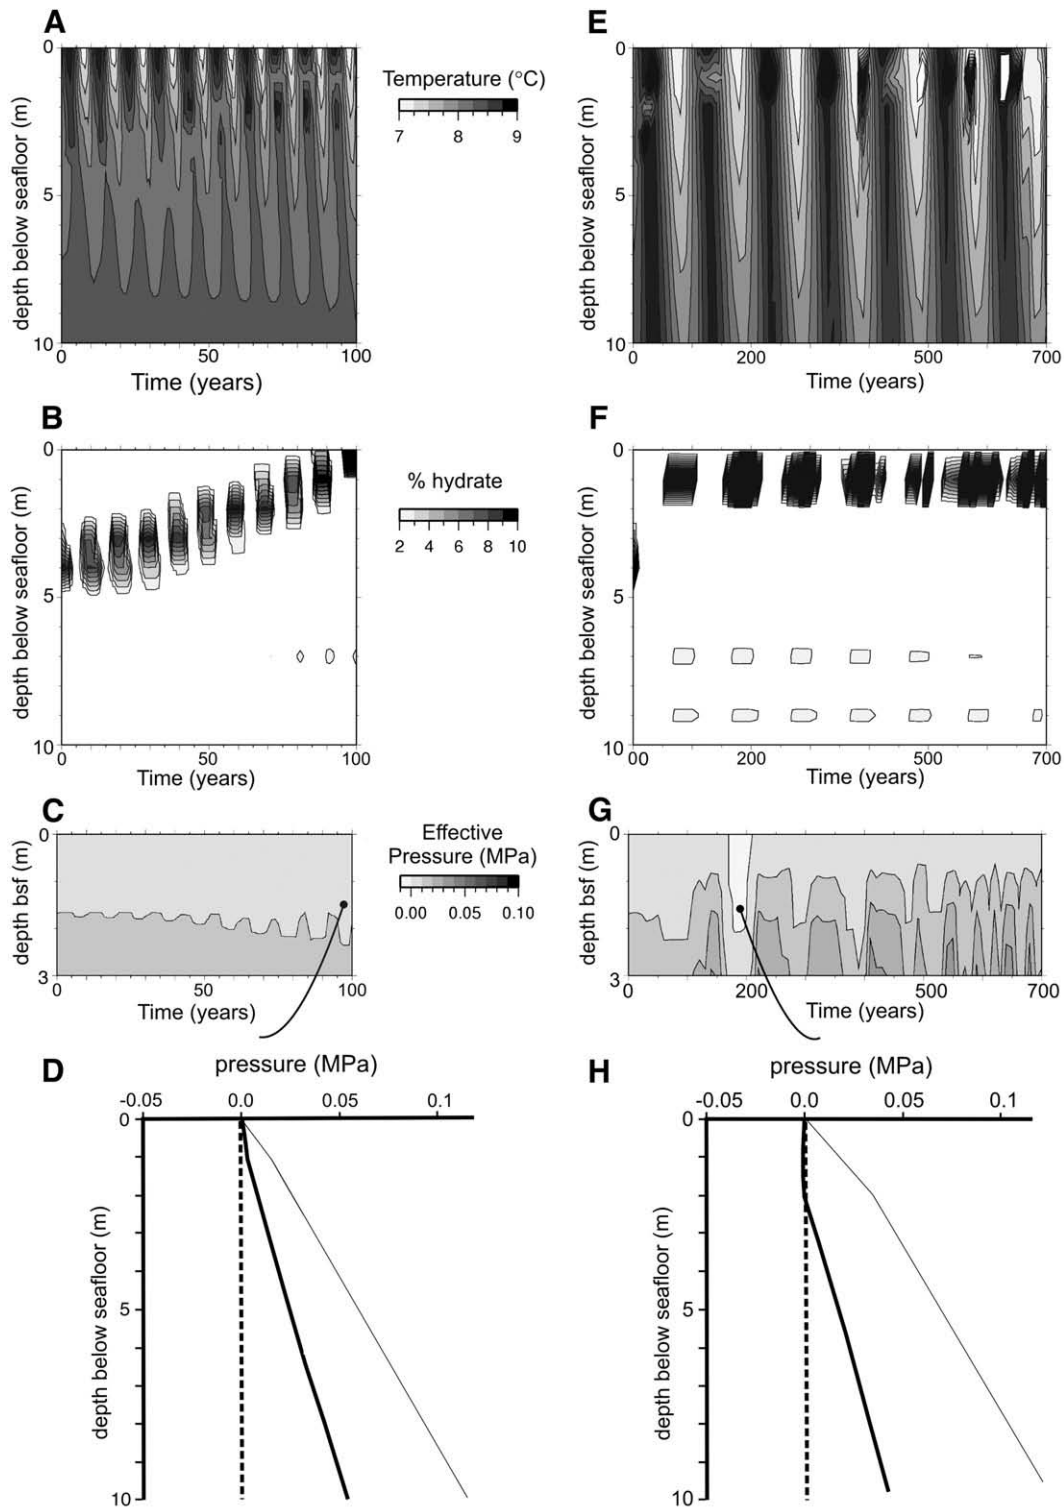 A
0
5
10
depth below seafloor (m)
0
50
100
Time (years)
Temperature (°C)
7
8
9
E
0
5
10
depth below seafloor (m)
0
200
500
700
Time (years)
B
0
5
10
depth below seafloor (m)
0
50
100
Time (years)
% hydrate
2
4
6
8
10
F
0
5
10
depth below seafloor (m)
00
200
500
700
Time (years)
C
0
3
depth bsf (m)
0
50
100
Time (years)
Effective
Pressure (MPa)
0.00
0.05
0.10
G
0
3
depth bsf (m)
0
200
500
700
Time (years)
D
pressure (MPa)
-0.05
0.0
0.05
0.1
0
5
10
depth below seafloor (m)
H
pressure (MPa)
-0.05
0.0
0.05
0.1
0
5
10
depth below seafloor (m)